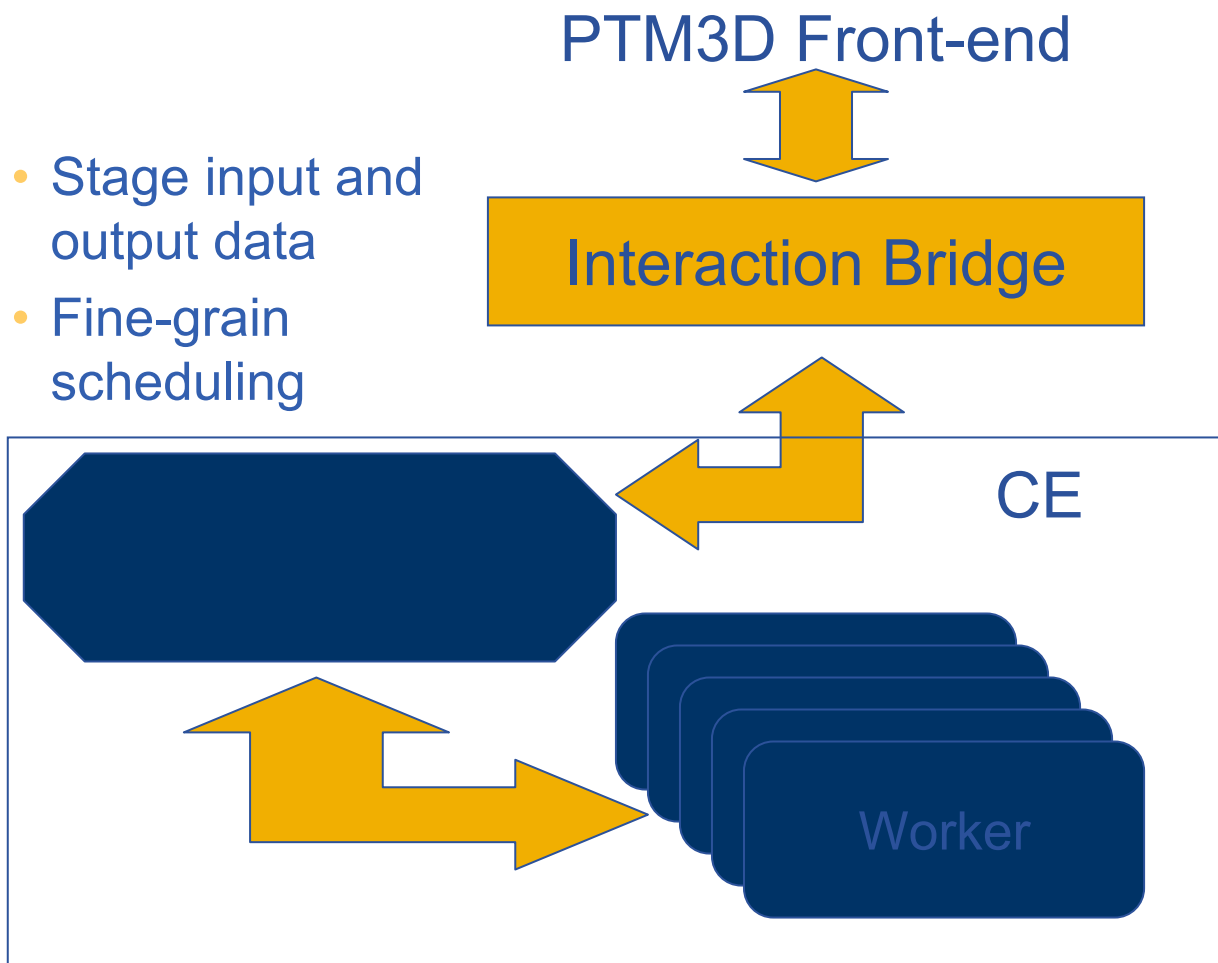 PTM3D Front-end
• Stage input and
output data
• Fine-grain
scheduling
Interaction Bridge
CE
Worker